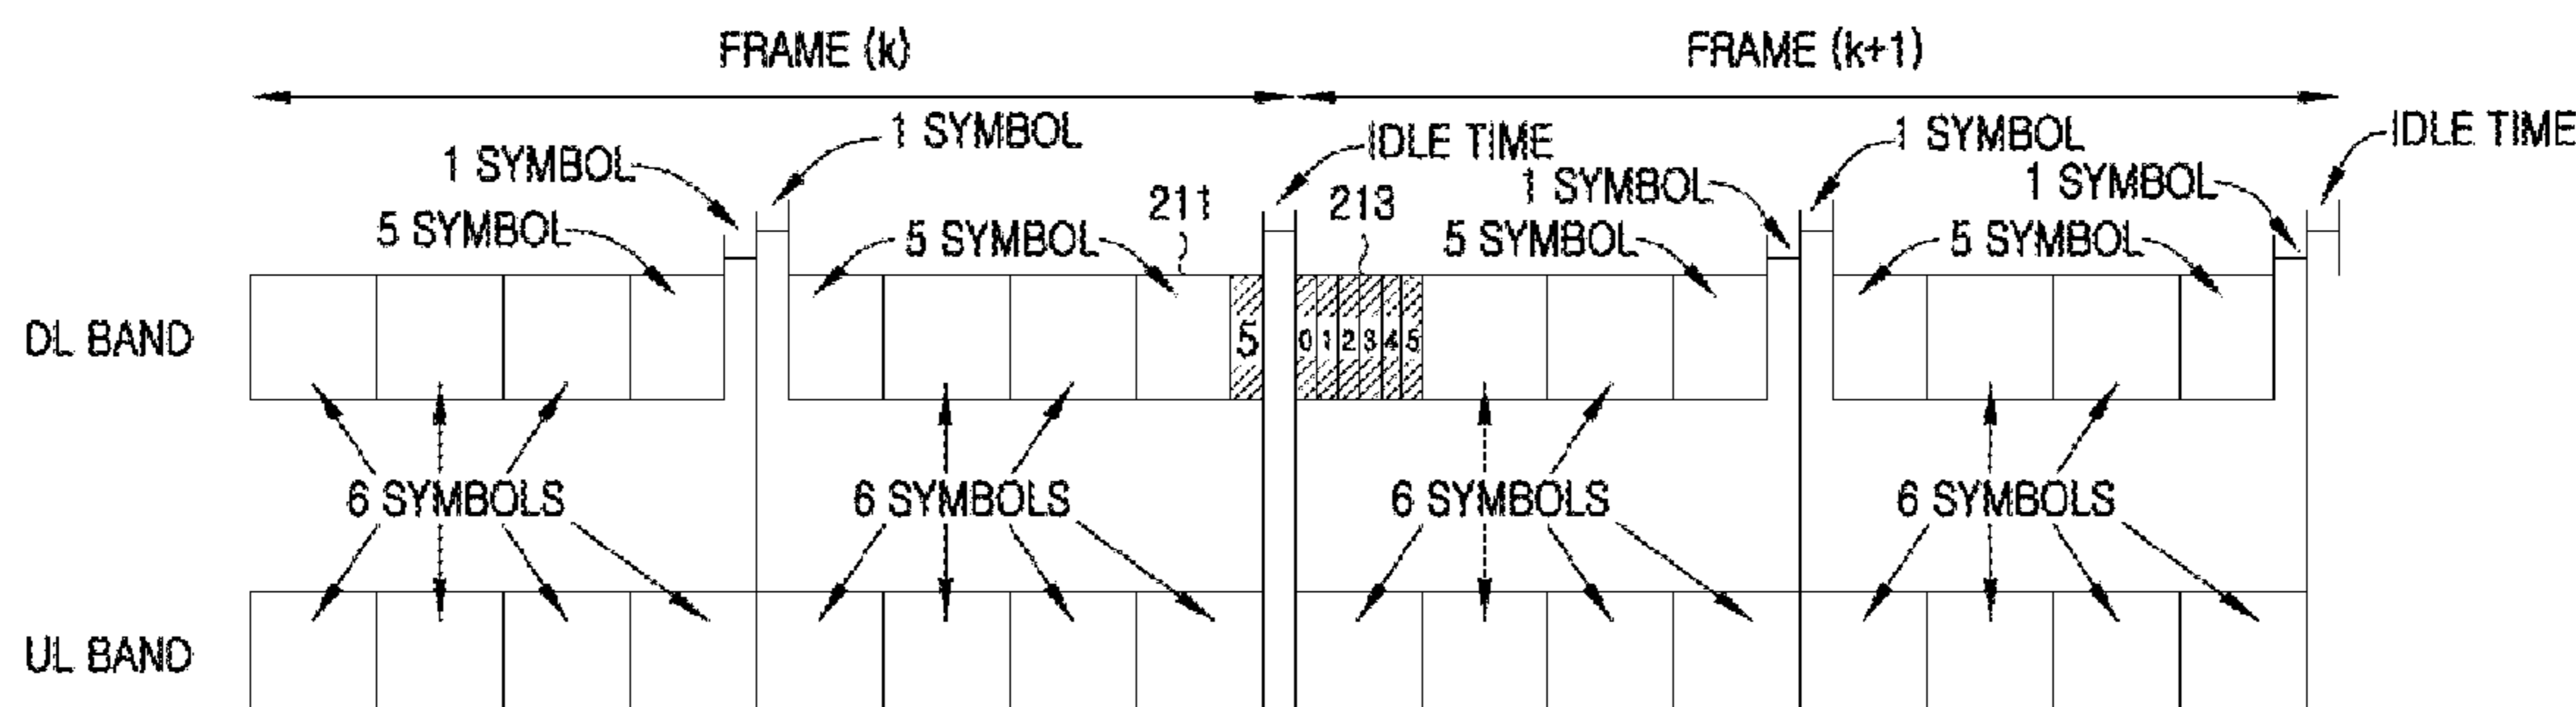 FRAME (k) FRAME (k+1)
1 SYMBOL 1 SYMBOL IDLE TIME
1 SYMBOL IDLE TIME 1 SYMBOL
5 SYMBOL 5 SYMBOL 211 213 5 SYMBOL 1 SYMBOL 5 SYMBOL
DL BAND 5 0 1 2 3 4 5
6 SYMBOLS 6 SYMBOLS 6 SYMBOLS 6 SYMBOLS
UL BAND